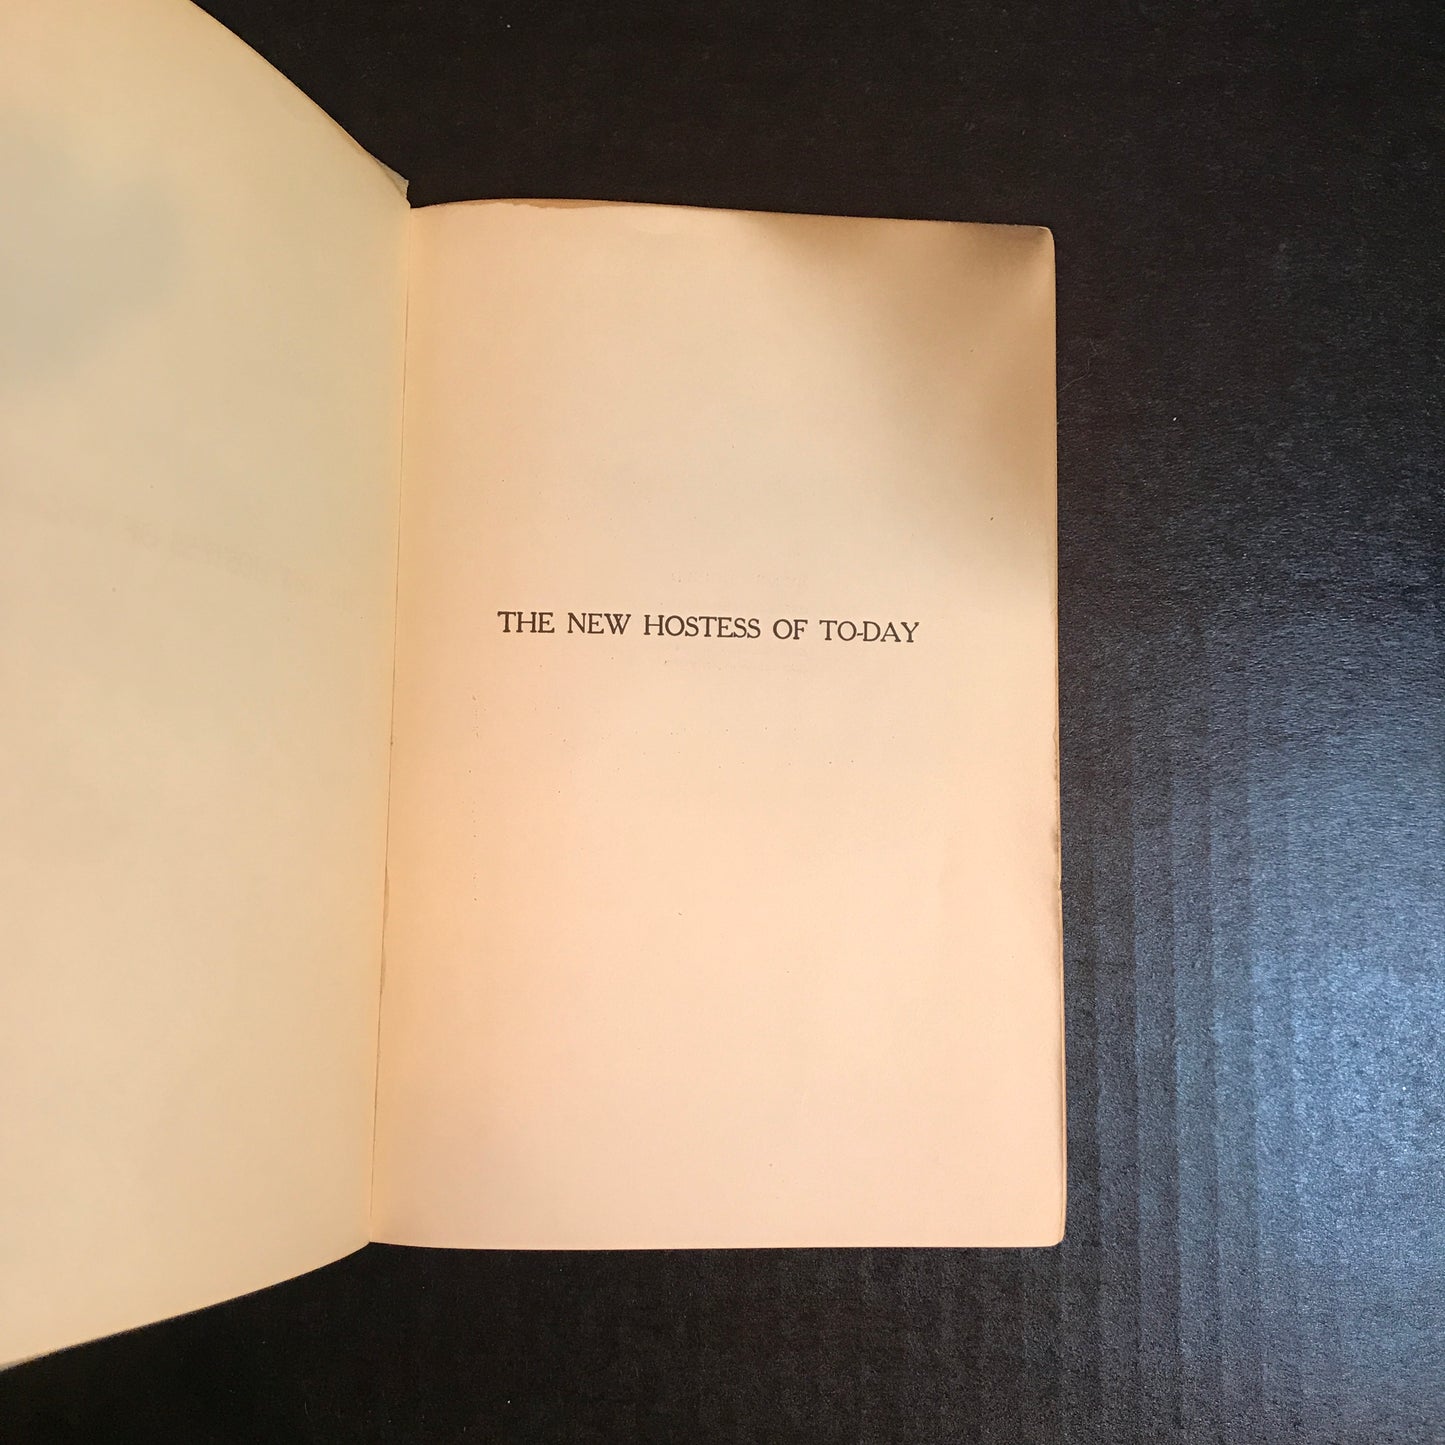 THE NEW HOSTESS OF TO-DAY